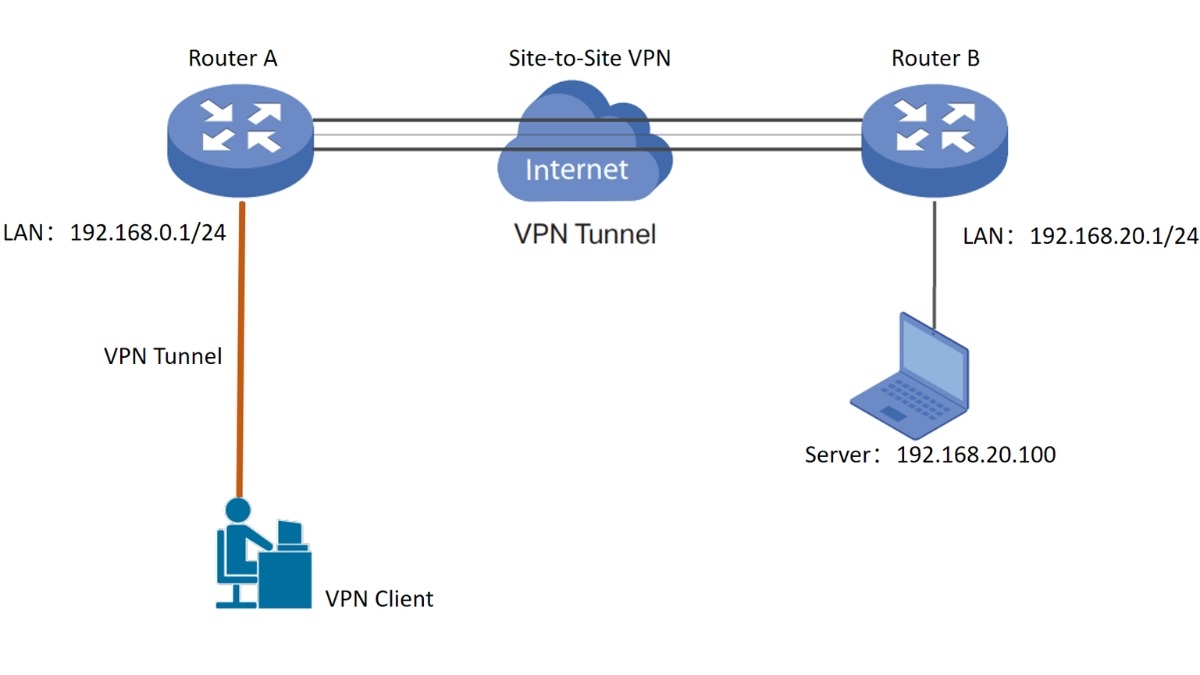 Router A
Site-to-Site VPN
Router B
Internet
LAN：192.168.0.1/24
VPN Tunnel
LAN：192.168.20.1/24
VPN Tunnel
Server：192.168.20.100
VPN Client